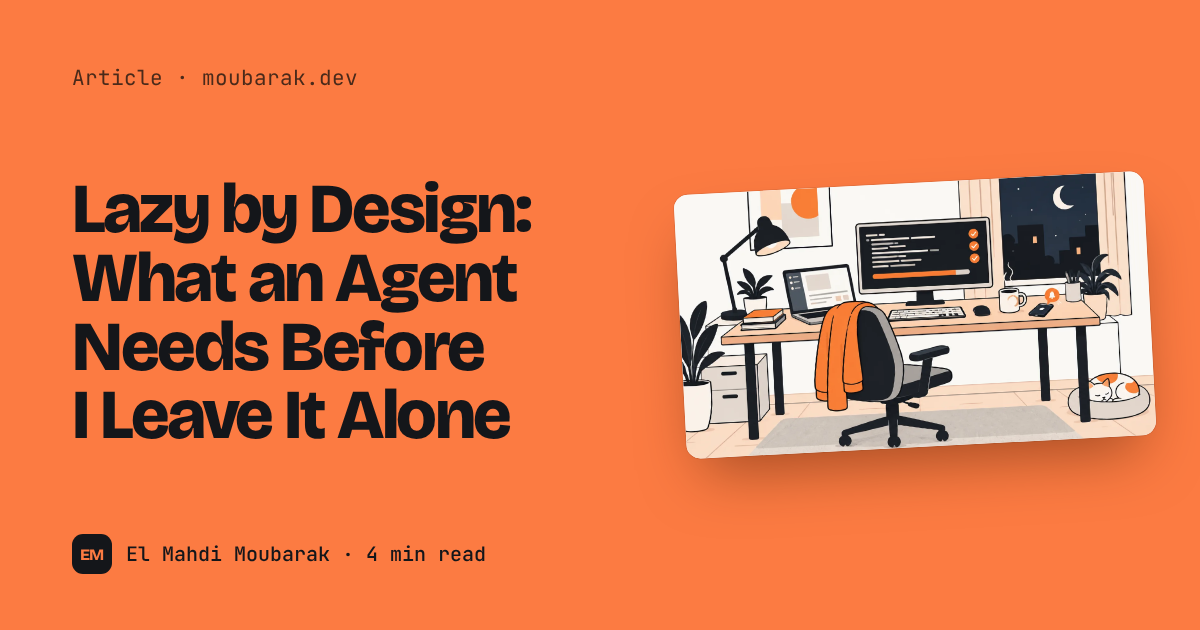 Article · moubarak.dev
Lazy by Design:
What an Agent
Needs Before
I Leave It Alone
EM
El Mahdi Moubarak · 4 min read